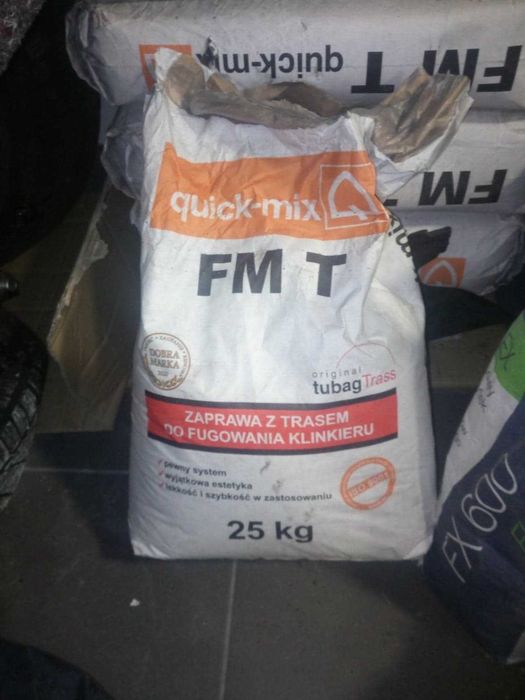 quick-mix
FM T
FM T
quick-mix
FM T
DOBRA
MARKA
original
tubag Trass
ZAPRAWA Z TRASEM
DO FUGOWANIA KLINKIERU
pewny system
wyjątkowa estetyka
lekkość i szybkość w zastosowaniu
25 kg
FX 600